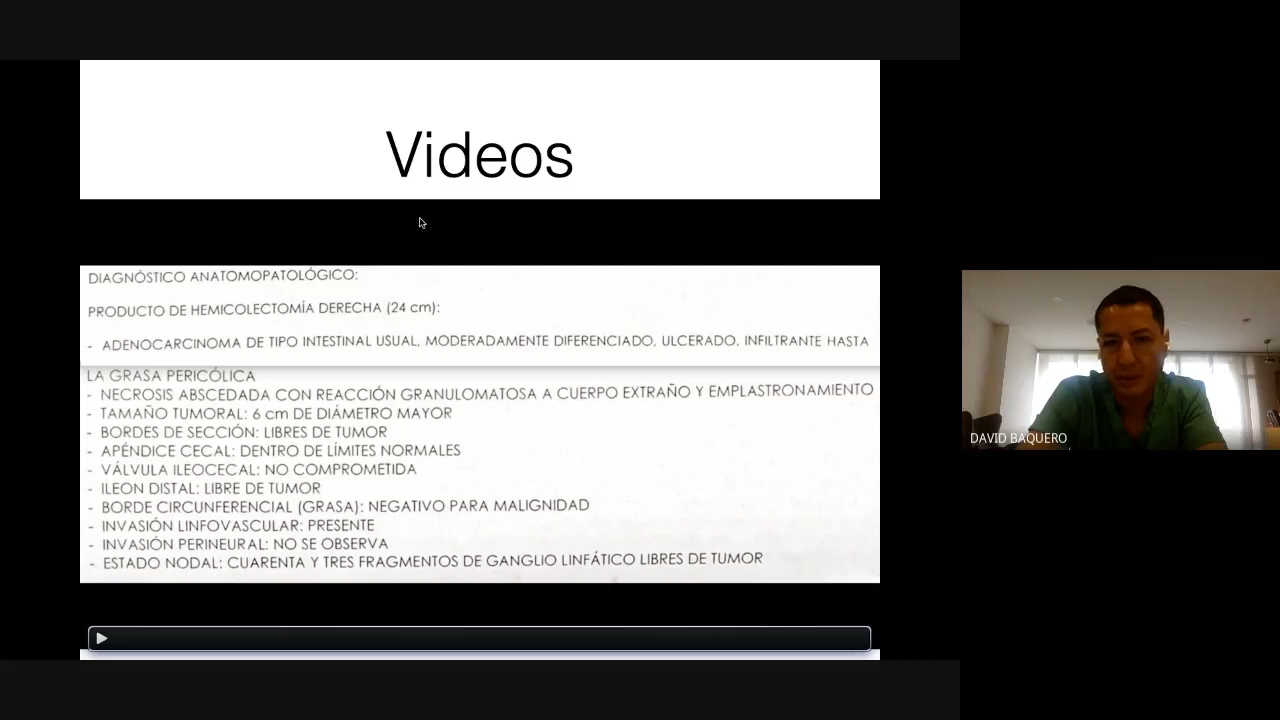 Videos
DIAGNÓSTICO ANATOMOPATOLÓGICO:
PRODUCTO DE HEMICOLECTOMÍA DERECHA (24 cm):
- ADENOCARCINOMA DE TIPO INTESTINAL USUAL, MODERADAMENTE DIFERENCIADO, ULCERADO, INFILTRANTE HASTA
LA GRASA PERICÓLICA
- NECROSIS ABSCEDADA CON REACCIÓN GRANULOMATOSA A CUERPO EXTRAÑO Y EMPLASTRONAMIENTO
- TAMAÑO TUMORAL: 6 cm DE DIÁMETRO MAYOR
- BORDES DE SECCIÓN: LIBRES DE TUMOR
- APÉNDICE CECAL: DENTRO DE LÍMITES NORMALES
- VÁLVULA ILEOCECAL: NO COMPROMETIDA
- ILEON DISTAL: LIBRE DE TUMOR
- BORDE CIRCUNFERENCIAL (GRASA): NEGATIVO PARA MALIGNIDAD
- INVASIÓN LINFOVASCULAR: PRESENTE
- INVASIÓN PERINEURAL: NO SE OBSERVA
- ESTADO NODAL: CUARENTA Y TRES FRAGMENTOS DE GANGLIO LINFÁTICO LIBRES DE TUMOR
DAVID BAQUERO